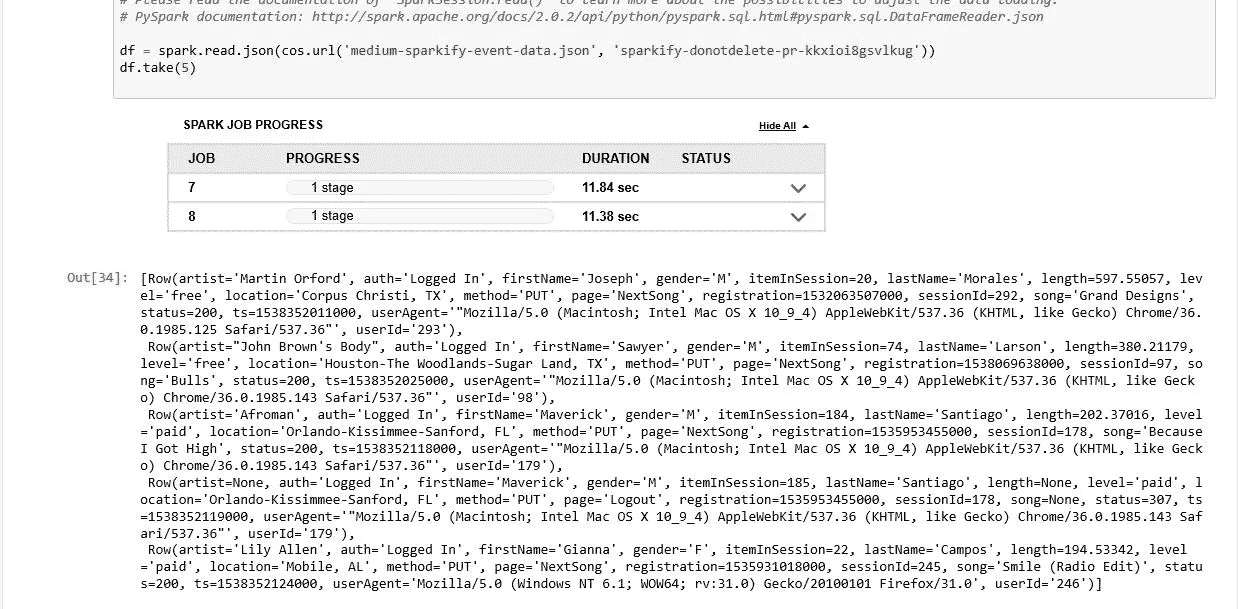 # Please read the documentation of 'SparkSession.read()' to learn more about the possibilities to adjust the data loading.
# PySpark documentation: http://spark.apache.org/docs/2.0.2/api/python/pyspark.sql.html#pyspark.sql.DataFrameReader.json
df = spark.read.json(cos.url('medium-sparkify-event-data.json', 'sparkify-donotdelete-pr-kkxioi8gsvlkug'))
df.take(5)
SPARK JOB PROGRESS Hide All
JOB PROGRESS DURATION STATUS
7 1 stage 11.84 sec
8 1 stage 11.38 sec
Out[34]: [Row(artist='Martin Orford', auth='Logged In', firstName='Joseph', gender='M', itemInSession=20, lastName='Morales', length=597.55057, lev
el='free', location='Corpus Christi, TX', method='PUT', page='NextSong', registration=1532063507000, sessionId=292, song='Grand Designs',
status=200, ts=1538352011000, userAgent='"Mozilla/5.0 (Macintosh; Intel Mac OS X 10_9_4) AppleWebKit/537.36 (KHTML, like Gecko) Chrome/36.
0.1985.125 Safari/537.36"', userId='293'),
Row(artist="John Brown's Body", auth='Logged In', firstName='Sawyer', gender='M', itemInSession=74, lastName='Larson', length=380.21179,
level='free', location='Houston-The Woodlands-Sugar Land, TX', method='PUT', page='NextSong', registration=1538069638000, sessionId=97, so
ng='Bulls', status=200, ts=1538352025000, userAgent='"Mozilla/5.0 (Macintosh; Intel Mac OS X 10_9_4) AppleWebKit/537.36 (KHTML, like Geck
o) Chrome/36.0.1985.143 Safari/537.36"', userId='98'),
Row(artist='Afroman', auth='Logged In', firstName='Maverick', gender='M', itemInSession=184, lastName='Santiago', length=202.37016, level
='paid', location='Orlando-Kissimmee-Sanford, FL', method='PUT', page='NextSong', registration=1535953455000, sessionId=178, song='Because
I Got High', status=200, ts=1538352118000, userAgent='"Mozilla/5.0 (Macintosh; Intel Mac OS X 10_9_4) AppleWebKit/537.36 (KHTML, like Geck
o) Chrome/36.0.1985.143 Safari/537.36"', userId='179'),
Row(artist=None, auth='Logged In', firstName='Maverick', gender='M', itemInSession=185, lastName='Santiago', length=None, level='paid', l
ocation='Orlando-Kissimmee-Sanford, FL', method='PUT', page='Logout', registration=1535953455000, sessionId=178, song=None, status=307, ts
=1538352119000, userAgent='"Mozilla/5.0 (Macintosh; Intel Mac OS X 10_9_4) AppleWebKit/537.36 (KHTML, like Gecko) Chrome/36.0.1985.143 Saf
ari/537.36"', userId='179'),
Row(artist='Lily Allen', auth='Logged In', firstName='Gianna', gender='F', itemInSession=22, lastName='Campos', length=194.53342, level
='paid', location='Mobile, AL', method='PUT', page='NextSong', registration=1535931018000, sessionId=245, song='Smile (Radio Edit)', statu
s=200, ts=1538352124000, userAgent='Mozilla/5.0 (Windows NT 6.1; WOW64; rv:31.0) Gecko/20100101 Firefox/31.0', userId='246')]